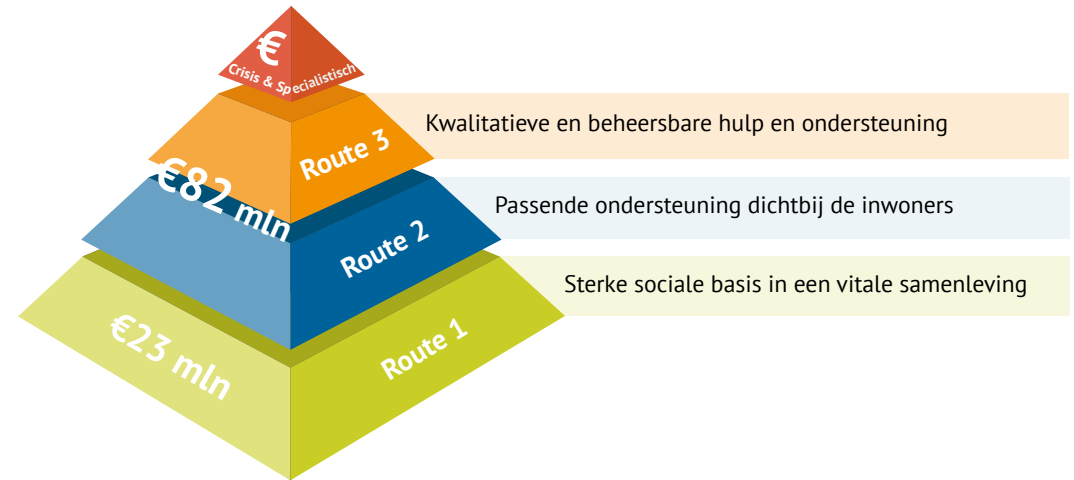 €
Crisis & Specialistisch
Route 3
Kwalitatieve en beheersbare hulp en ondersteuning
€82 mln
Route 2
Passende ondersteuning dichtbij de inwoners
€23 mln
Route 1
Sterke sociale basis in een vitale samenleving